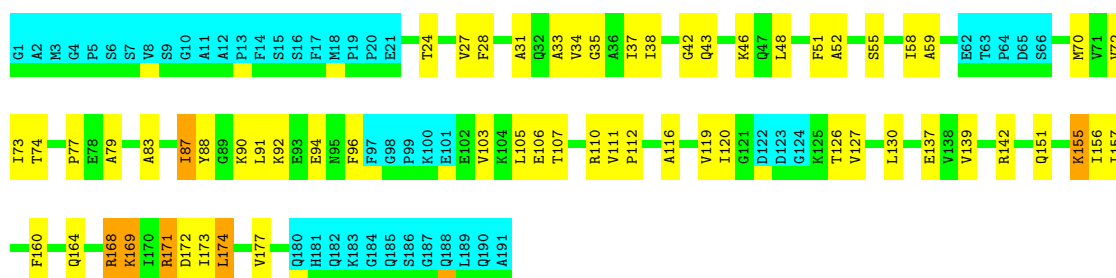 G1 A2 M3 G4 P5 S6 S7 V8 S9 G10 A11 A12 P13 F14 S15 S16 F17 M18 P19 P20 E21 T24 V27 F28 A31 Q32 A33 V34 G35 A36 I37 I38 G42 Q43 K46 Q47 L48 F51 A52 S55 I58 A59 E62 T63 P64 D65 S66 M70 V71
I73 T74 P77 E78 A79 A83 I87 Y88 G89 K90 L91 K92 E93 E94 N95 F96 F97 G98 P99 K100 E101 E102 V103 K104 L105 E106 T107 R110 V111 P112 A116 V119 I120 G121 D122 D123 G124 K125 T126 V127 L130 E137 V138 V139 R142 Q151 K155 I156
F160 Q164 R168 K169 I170 R171 D172 I173 L174 V177 Q180 H181 Q182 K183 G184 Q185 S186 G187 Q188 L189 Q190 A191